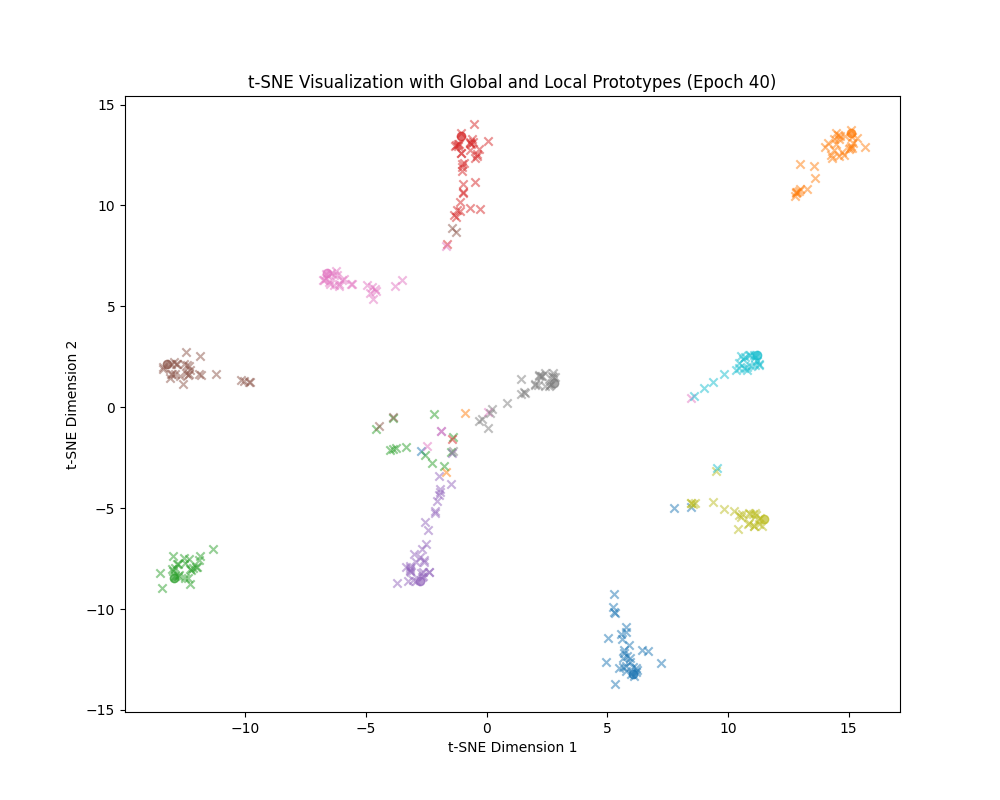 t-SNE Visualization with Global and Local Prototypes (Epoch 40)
15
10
5
0
−5
−10
−15
t-SNE Dimension 2
−10 −5 0 5 10 15
t-SNE Dimension 1